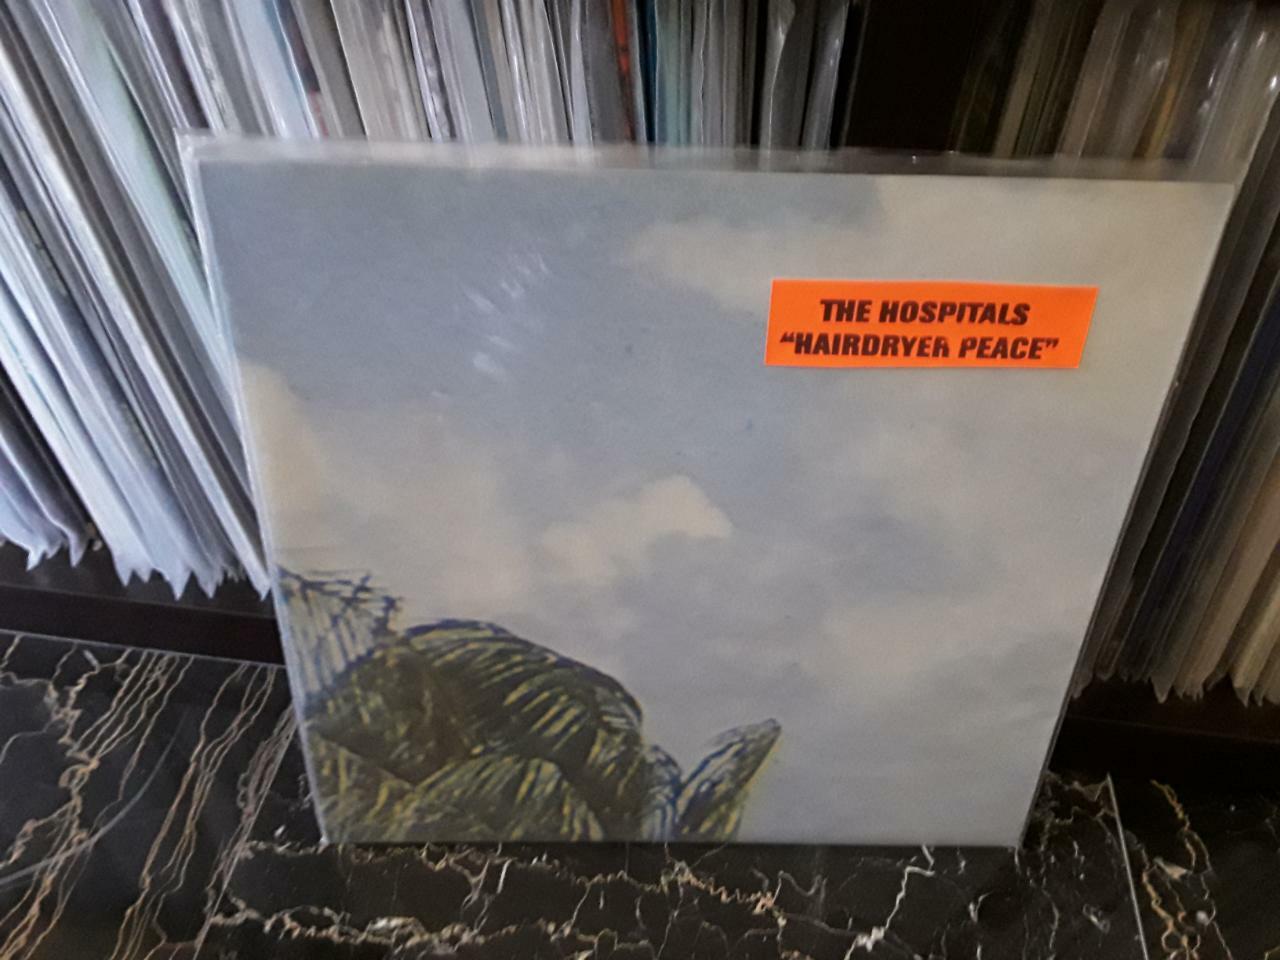 THE HOSPITALS
“HAIRDRYER PEACE”